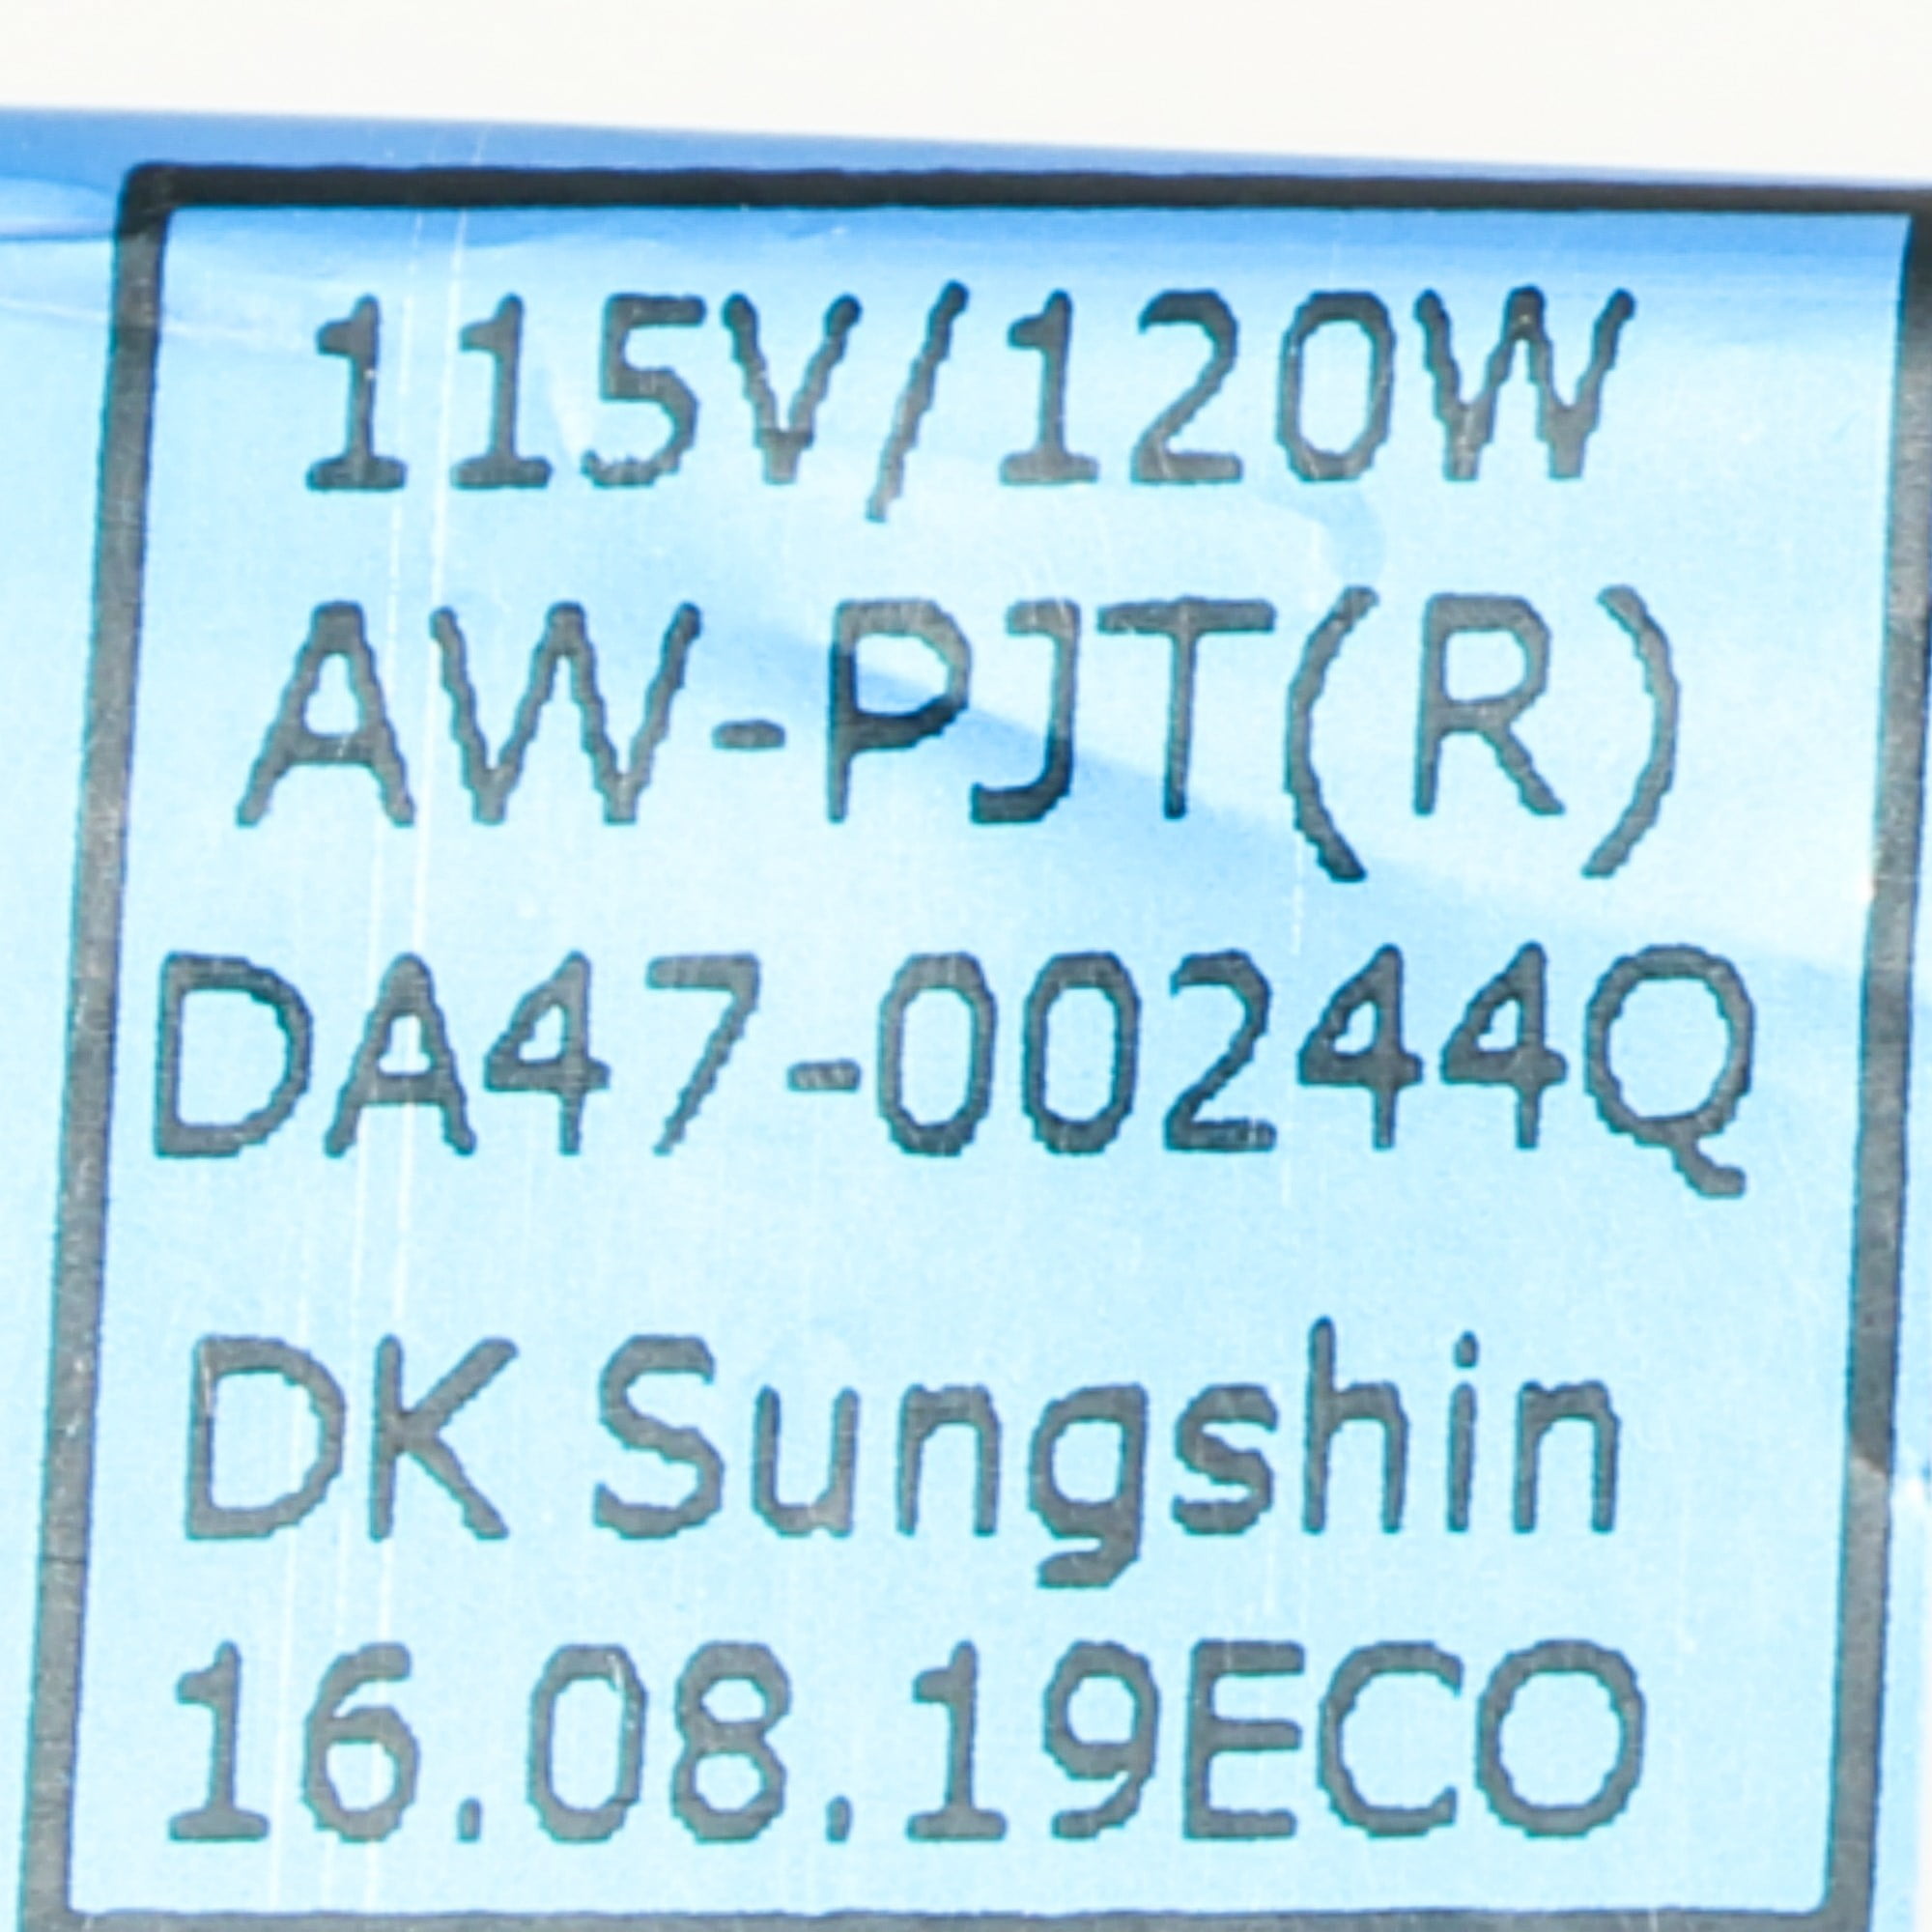 115V/120W
AW-PJT(R)
DA47-00244Q
DK Sungshin
16.08.19ECO